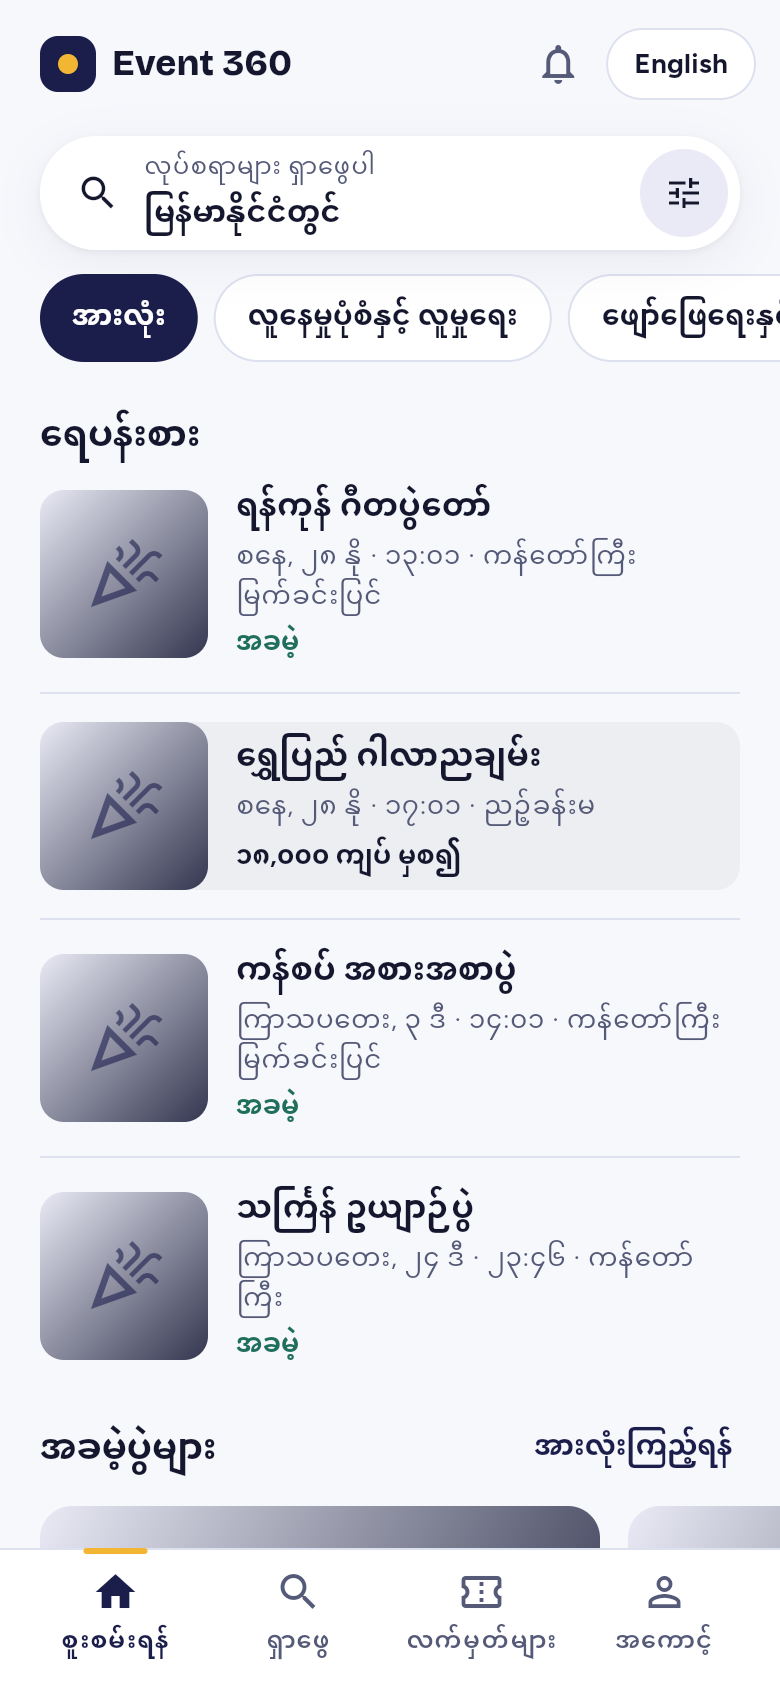 Event 360
English
လုပ်စရာများ ရှာဖွေပါ
မြန်မာနိုင်ငံတွင်
အားလုံး
လူနေမှုပုံစံနှင့် လူမှုရေး
ဖျော်ဖြေရေးနှင့်
ရေပန်းစား
ရန်ကုန် ဂီတပွဲတော်
စနေ, ၂၈ နို · ၁၃:၀၁ · ကန်တော်ကြီး
မြက်ခင်းပြင်
အခမဲ့
ရွှေပြည် ဂါလာညချမ်း
စနေ, ၂၈ နို · ၁၇:၀၁ · ညဉ့်ခန်းမ
၁၈,၀၀၀ ကျပ် မှစ၍
ကန်စပ် အစားအစာပွဲ
ကြာသပတေး, ၃ ဒီ · ၁၄:၀၁ · ကန်တော်ကြီး
မြက်ခင်းပြင်
အခမဲ့
သင်္ကြန် ဥယျာဉ်ပွဲ
ကြာသပတေး, ၂၄ ဒီ · ၂၃:၄၆ · ကန်တော်
ကြီး
အခမဲ့
အခမဲ့ပွဲများ
အားလုံးကြည့်ရန်
စူးစမ်းရန်
ရှာဖွေ
လက်မှတ်များ
အကောင့်